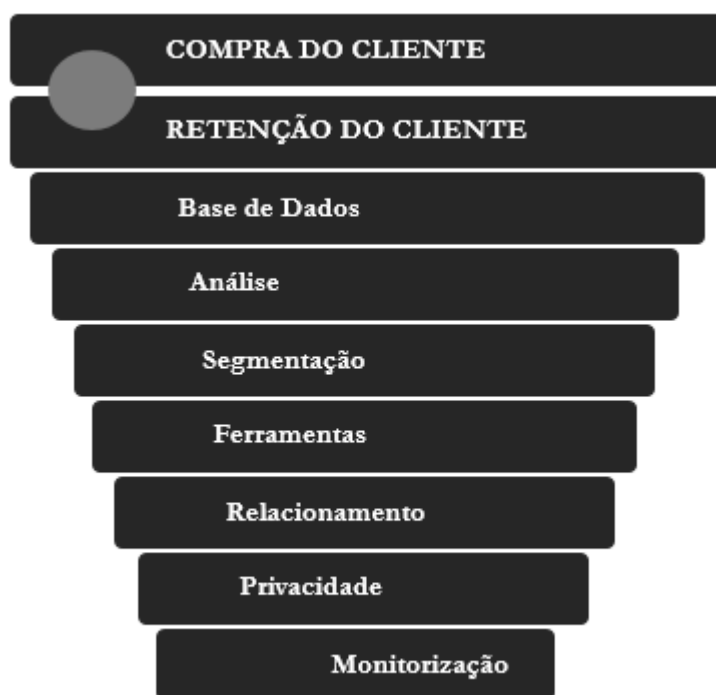 COMPRA DO CLIENTE
RETENÇÃO DO CLIENTE
Base de Dados
Análise
Segmentação
Ferramentas
Relacionamento
Privacidade
Monitorização